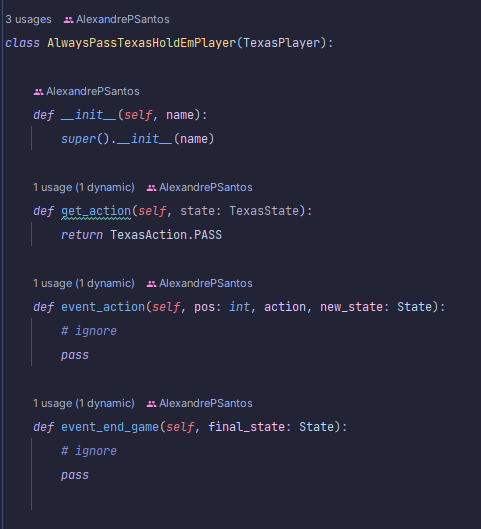 3 usages AlexandrePSantos
class AlwaysPassTexasHoldEmPlayer(TexasPlayer):
AlexandrePSantos
def __init__(self, name):
super().__init__(name)
1 usage (1 dynamic) AlexandrePSantos
def get_action(self, state: TexasState):
return TexasAction.PASS
1 usage (1 dynamic) AlexandrePSantos
def event_action(self, pos: int, action, new_state: State):
# ignore
pass
1 usage (1 dynamic) AlexandrePSantos
def event_end_game(self, final_state: State):
# ignore
pass